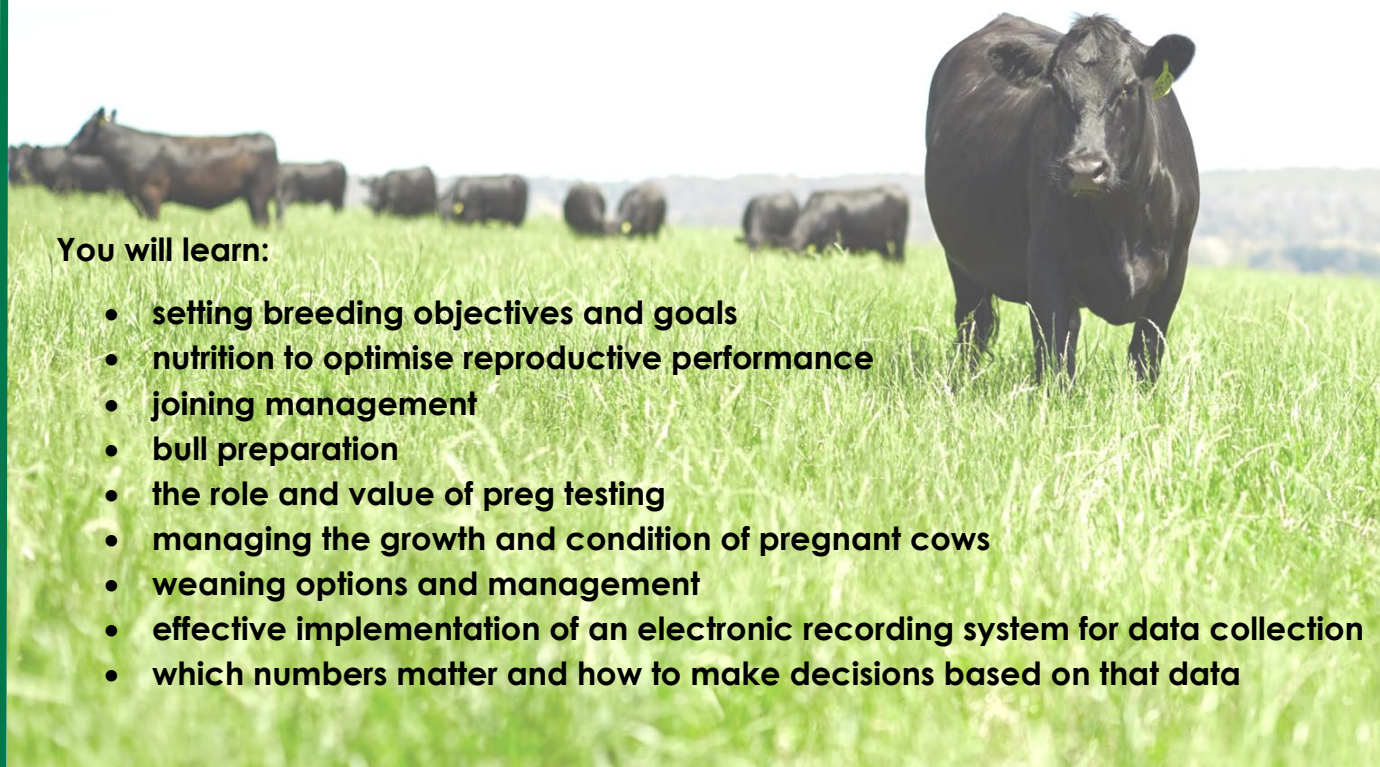 You will learn:
• setting breeding objectives and goals
• nutrition to optimise reproductive performance
• joining management
• bull preparation
• the role and value of preg testing
• managing the growth and condition of pregnant cows
• weaning options and management
• effective implementation of an electronic recording system for data collection
• which numbers matter and how to make decisions based on that data